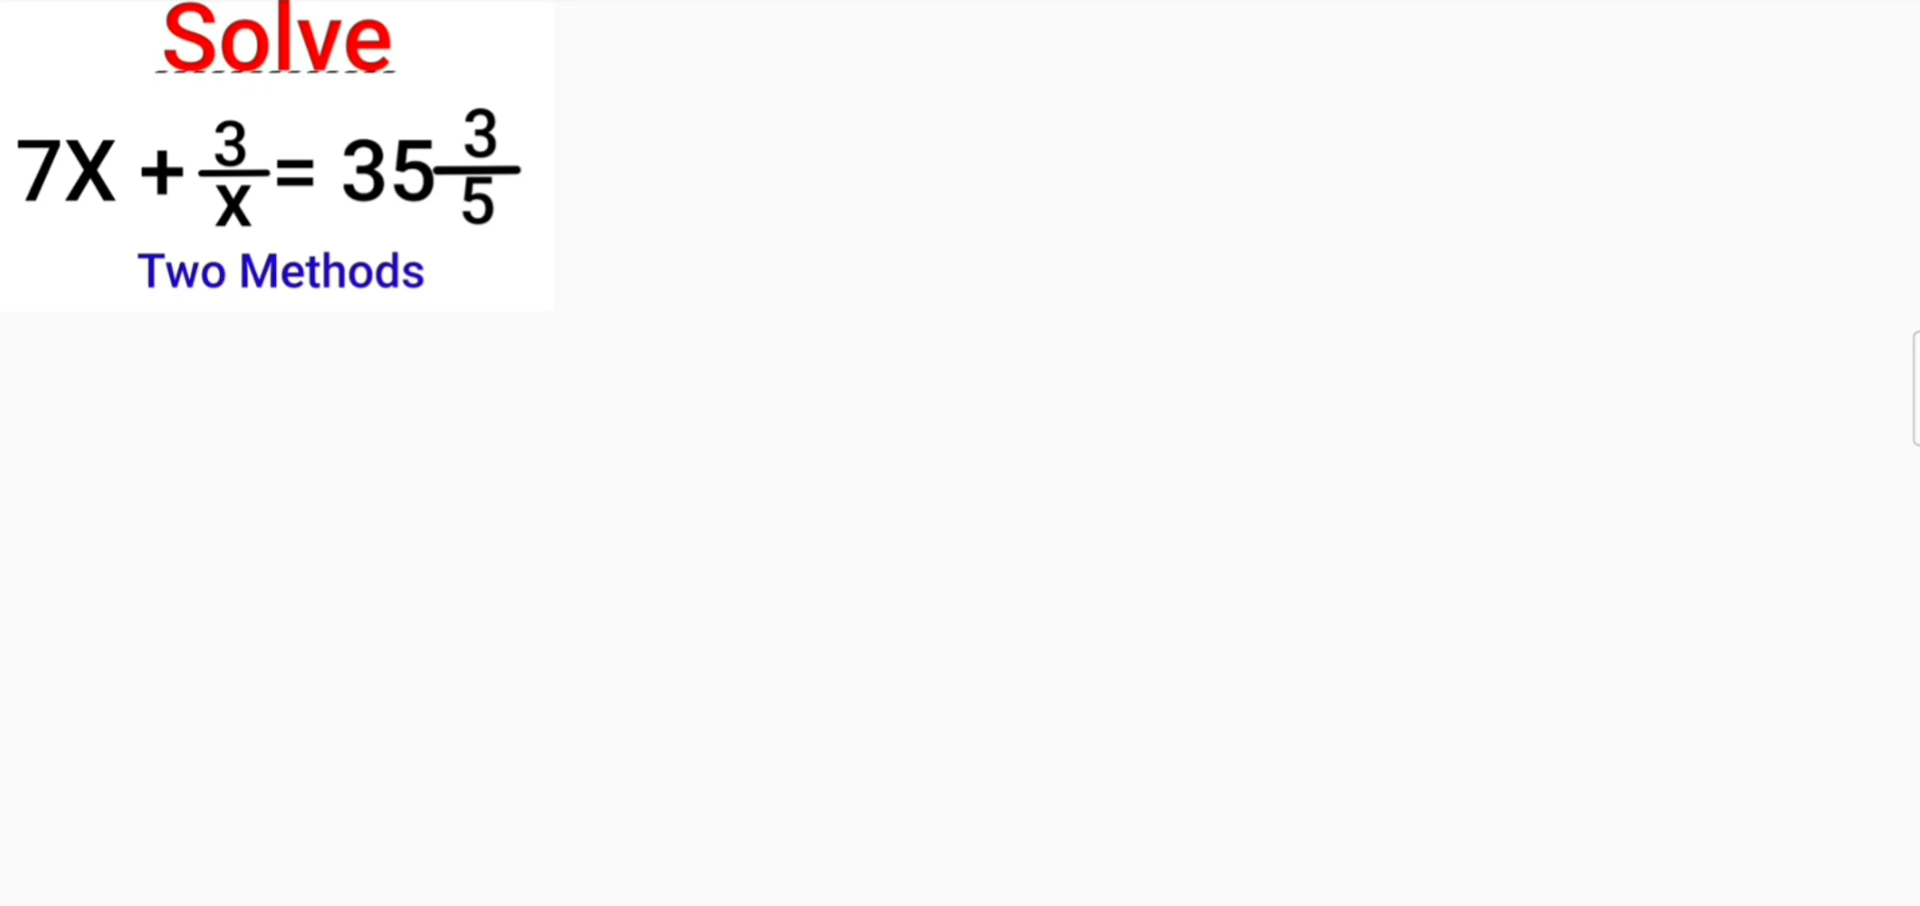 Solve
7X + 3/x = 35 3/5
Two Methods